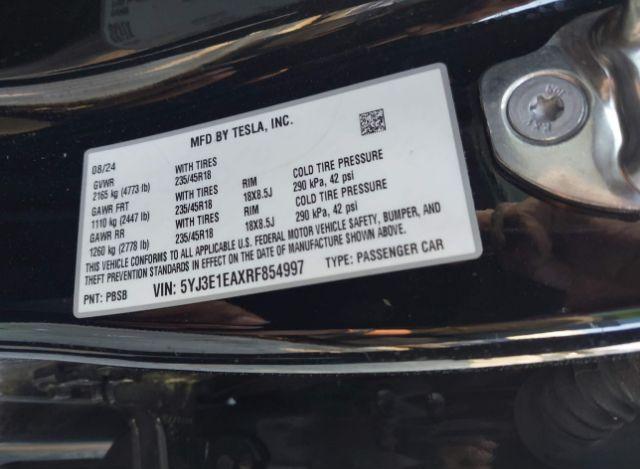 MFD BY TESLA, INC.
08/24
GVWR WITH TIRES
2165 kg (4773 lb) 235/45R18 RIM COLD TIRE PRESSURE
GAWR FRT WITH TIRES 18X8.5J 290 kPa, 42 psi
1110 kg (2447 lb) 235/45R18 RIM COLD TIRE PRESSURE
GAWR RR WITH TIRES 18X8.5J 290 kPa, 42 psi
1260 kg (2778 lb) 235/45R18
THIS VEHICLE CONFORMS TO ALL APPLICABLE U.S. FEDERAL MOTOR VEHICLE SAFETY, BUMPER, AND
THEFT PREVENTION STANDARDS IN EFFECT ON THE DATE OF MANUFACTURE SHOWN ABOVE.
PNT: PBSB VIN: 5YJ3E1EAXRF854997 TYPE: PASSENGER CAR